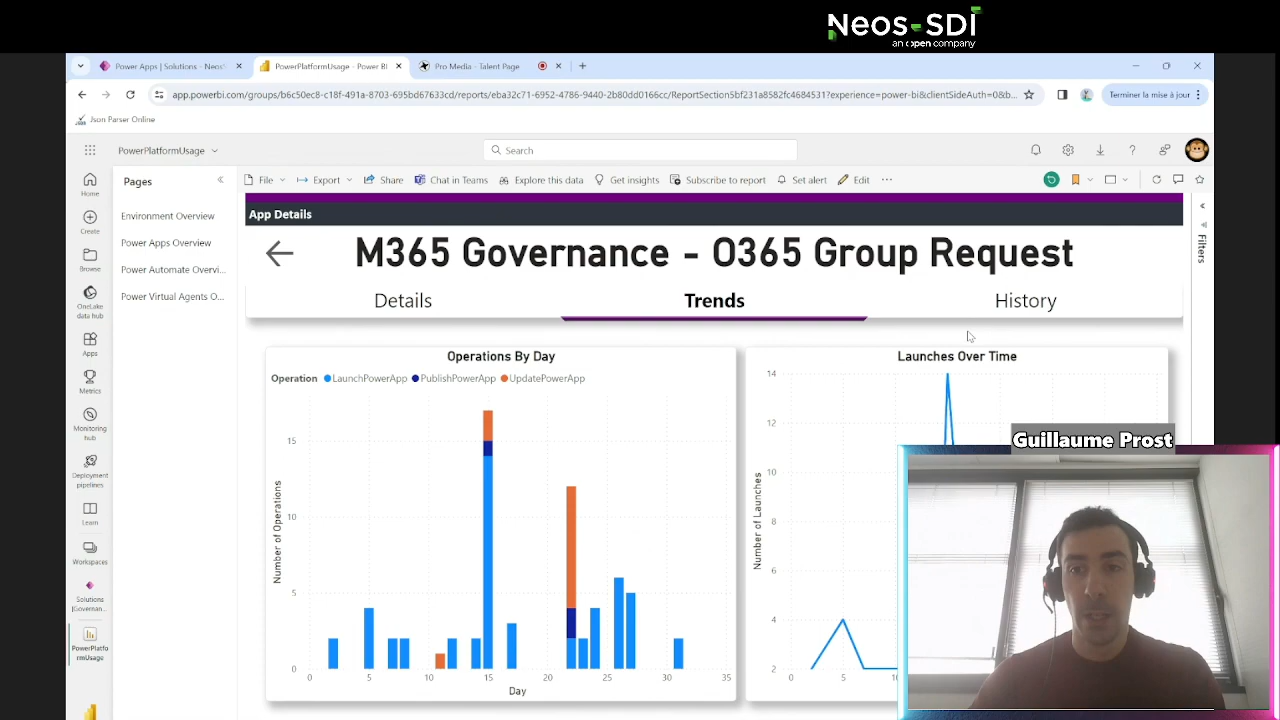 Neos-SDI
an open company
Power Apps | Solutions - Neos
PowerPlatformUsage - Power BI
Pro Media - Talent Page
app.powerbi.com/groups/b6c50ec8-c18f-491a-8703-695bd67633cd/reports/eba32c71-6952-4786-9440-2b80dd0166cc/ReportSection5bf231a8582fc4684531?experience=power-bi&clientSideAuth=0&b...
Terminer la mise à jour
Json Parser Online
PowerPlatformUsage
Search
Pages
File
Export
Share
Chat in Teams
Explore this data
Get insights
Subscribe to report
Set alert
Edit
Home
Create
Browse
OneLake
data hub
Apps
Metrics
Monitoring
hub
Deployment
pipelines
Learn
Workspaces
Solutions
[Governan...
PowerPlatfo
rmUsage
Environment Overview
Power Apps Overview
Power Automate Overvi...
Power Virtual Agents O...
App Details
M365 Governance - O365 Group Request
Details
Trends
History
Filters
Operations By Day
Operation LaunchPowerApp PublishPowerApp UpdatePowerApp
Number of Operations
15
10
5
0
0 5 10 15 20 25 30 35
Day
Launches Over Time
Number of Launches
14
12
10
8
6
4
2
0 5 10
Guillaume Prost